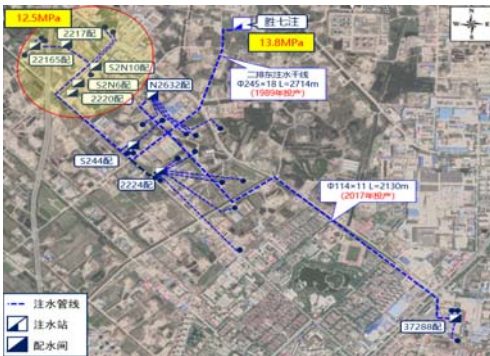 12.5MPa
2217配
22165配
S2N10配
S2N6配
2220配
N2632配
胜七注
13.8MPa
N
W
E
S
二排东注水干线
Φ245×18 L=2714m
(1989年投产)
S244配
2224配
Φ114×11 L=2130m
(2017年投产)
37288配
注水管线
注水站
配水间